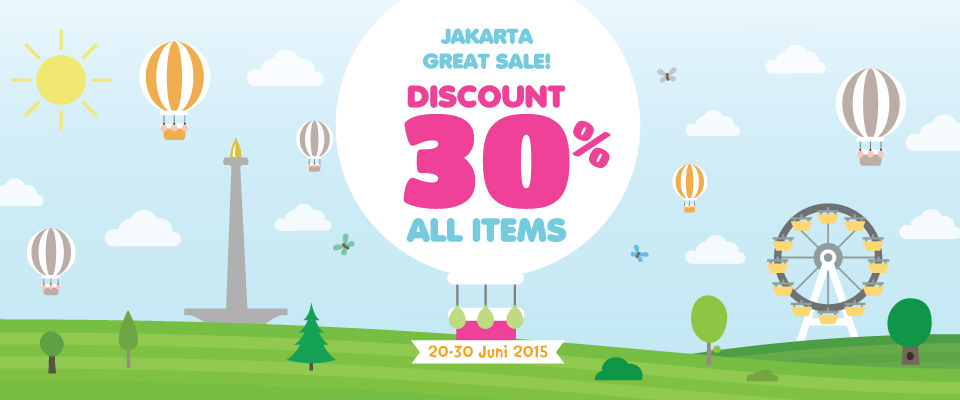 JAKARTA
GREAT SALE!
DISCOUNT
30%
ALL ITEMS
20-30 Juni 2015